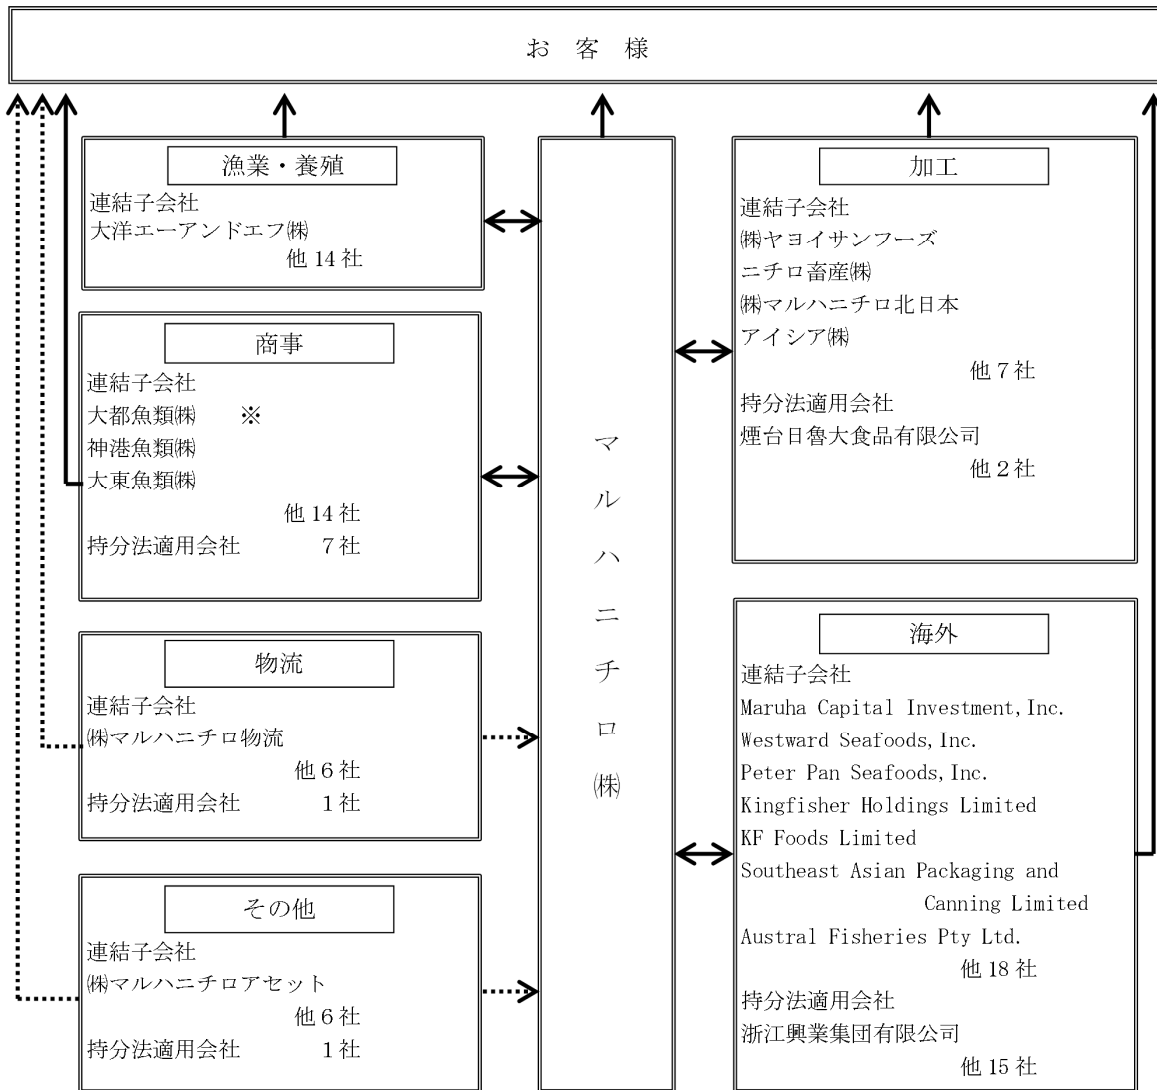 お客様
漁業・養殖
連結子会社
大洋エーアンドエフ㈱
他 14 社
商事
連結子会社
大都魚類㈱ ※
神港魚類㈱
大東魚類㈱
他 14 社
持分法適用会社 7 社
物流
連結子会社
㈱マルハニチロ物流
他 6 社
持分法適用会社 1 社
その他
連結子会社
㈱マルハニチロアセット
他 6 社
持分法適用会社 1 社
マルハニチロ㈱
加工
連結子会社
㈱ヤヨイサンフーズ
ニチロ畜産㈱
㈱マルハニチロ北日本
アイシア㈱
他 7 社
持分法適用会社
煙台日魯大食品有限公司
他 2 社
海外
連結子会社
Maruha Capital Investment, Inc.
Westward Seafoods, Inc.
Peter Pan Seafoods, Inc.
Kingfisher Holdings Limited
KF Foods Limited
Southeast Asian Packaging and
Canning Limited
Austral Fisheries Pty Ltd.
他 18 社
持分法適用会社
浙江興業集団有限公司
他 15 社